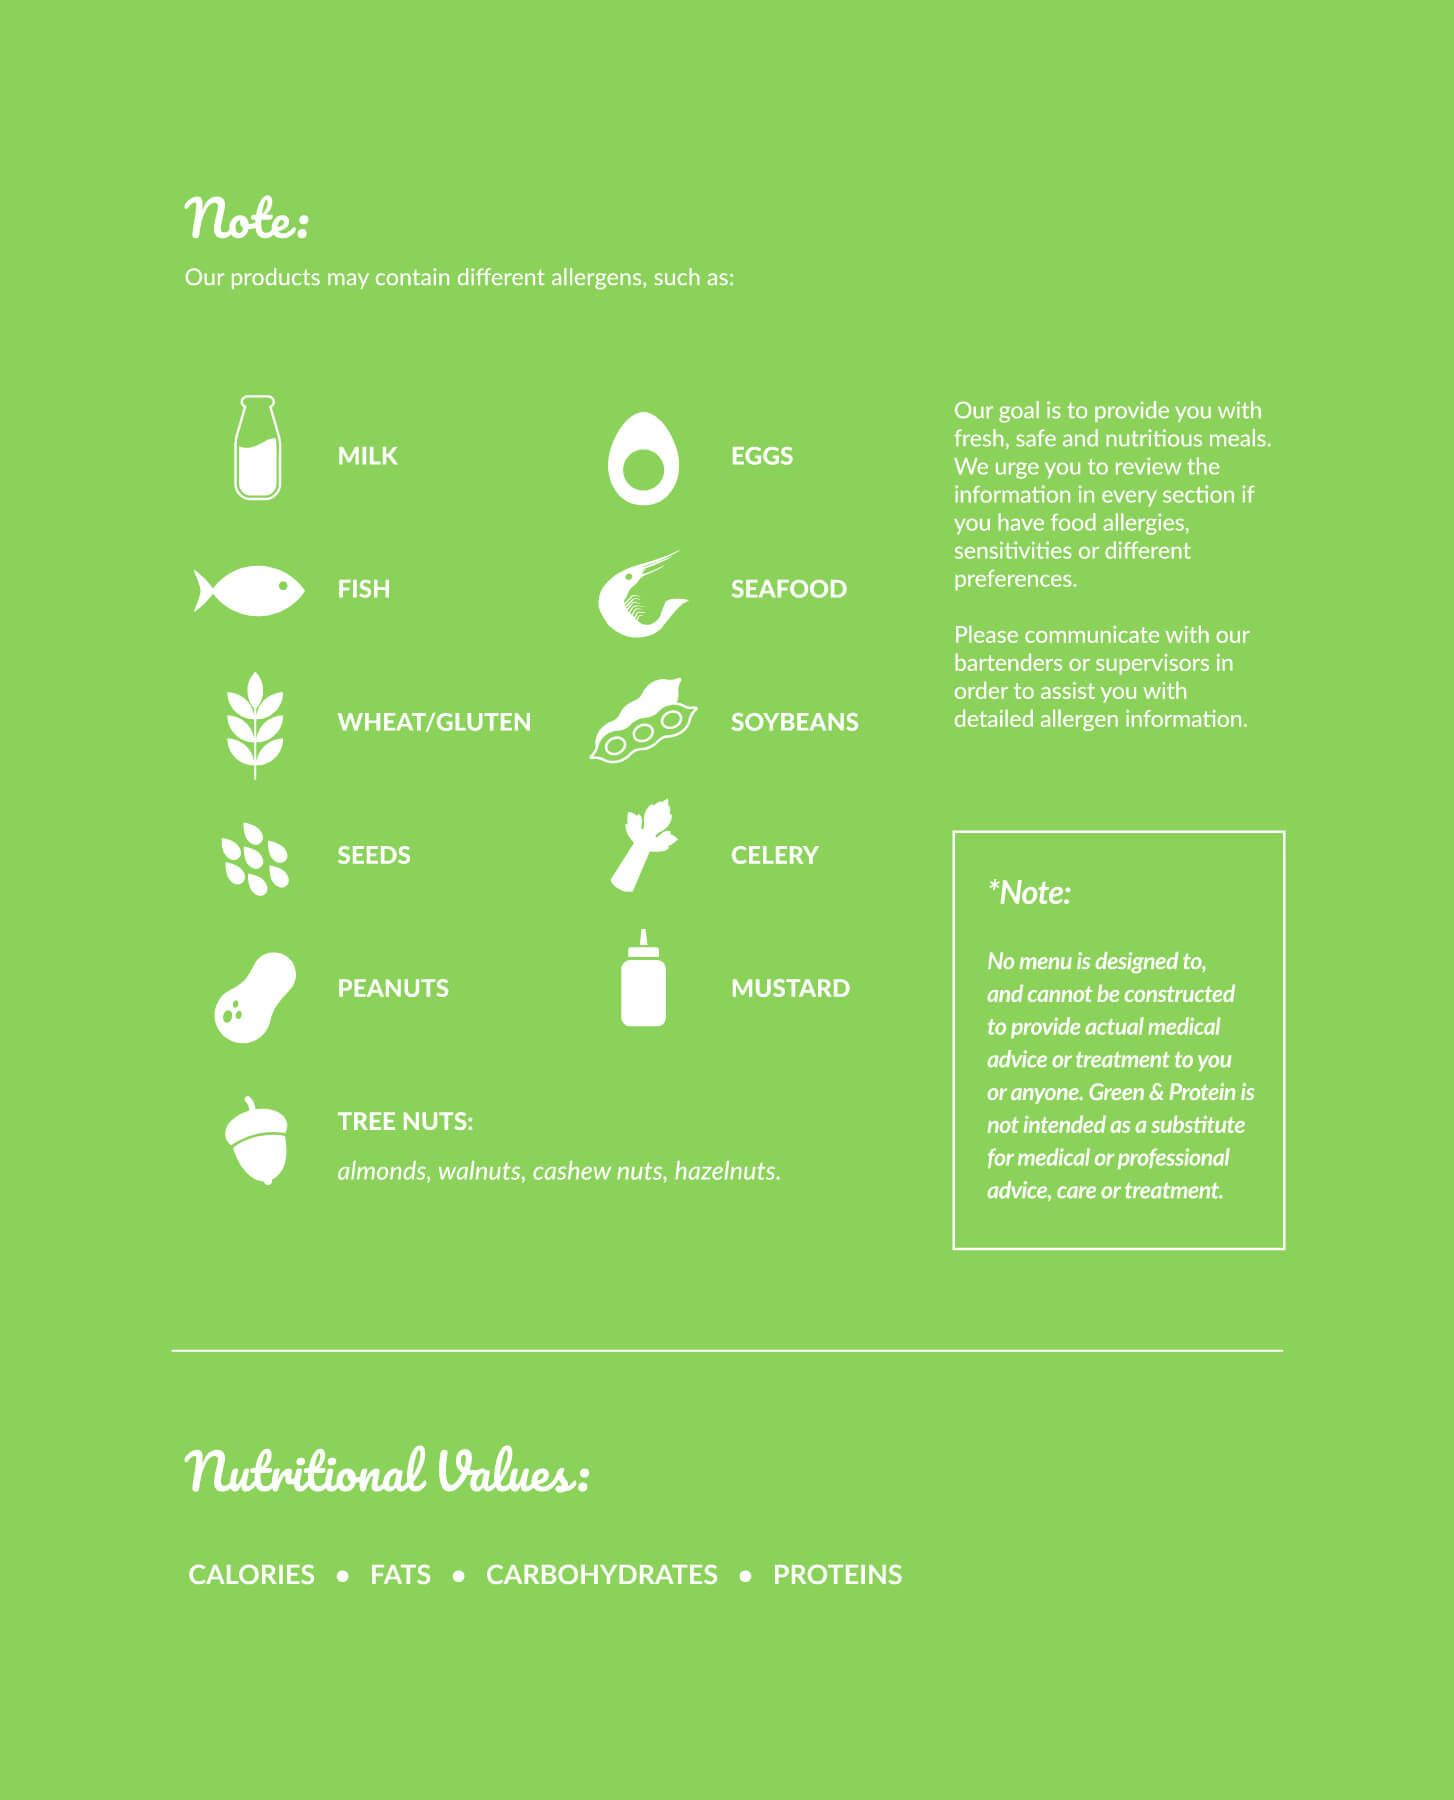 Note:
Our products may contain different allergens, such as:
MILK
EGGS
FISH
SEAFOOD
WHEAT/GLUTEN
SOYBEANS
SEEDS
CELERY
PEANUTS
MUSTARD
TREE NUTS:
almonds, walnuts, cashew nuts, hazelnuts.
Our goal is to provide you with
fresh, safe and nutritious meals.
We urge you to review the
information in every section if
you have food allergies,
sensitivities or different
preferences.
Please communicate with our
bartenders or supervisors in
order to assist you with
detailed allergen information.
*Note:
No menu is designed to,
and cannot be constructed
to provide actual medical
advice or treatment to you
or anyone. Green & Protein is
not intended as a substitute
for medical or professional
advice, care or treatment.
Nutritional Values:
CALORIES • FATS • CARBOHYDRATES • PROTEINS